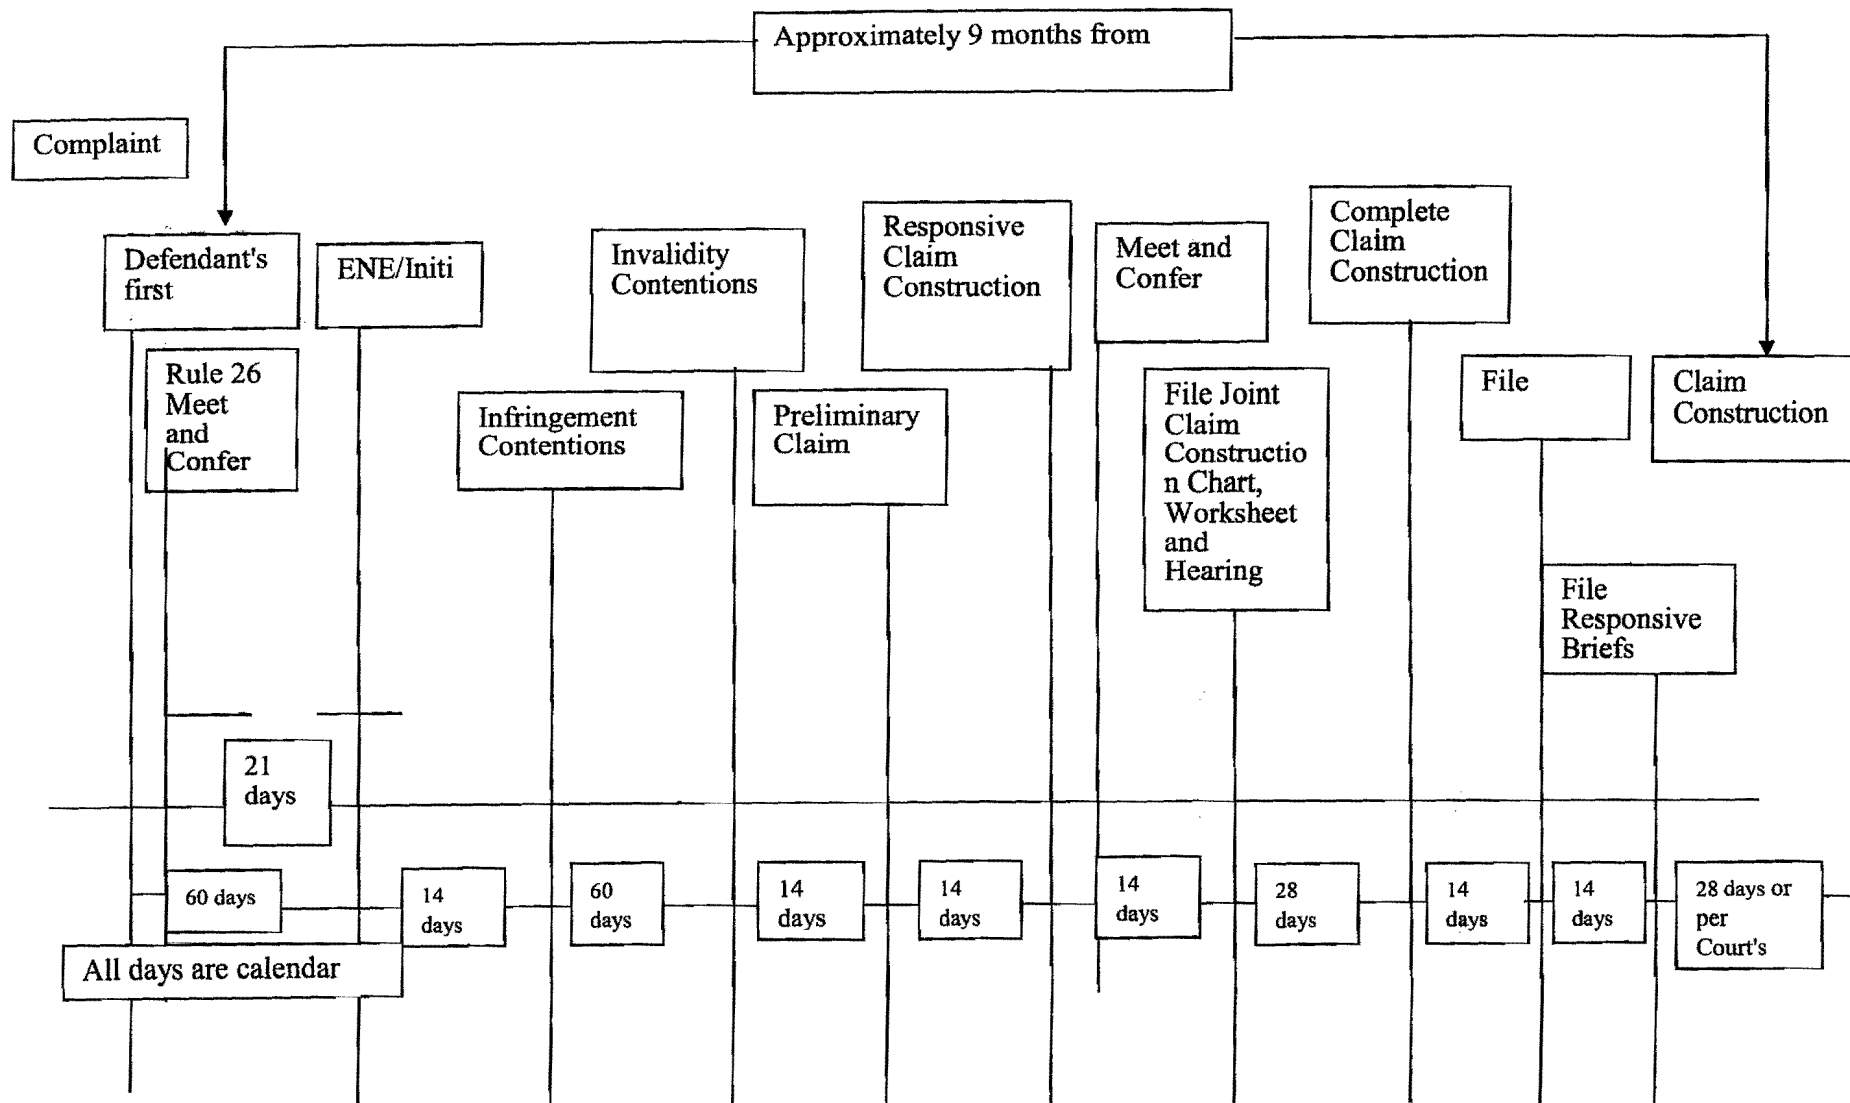 Approximately 9 months from
Complaint
Defendant's
first
ENE/Initi
Invalidity
Contentions
Responsive
Claim
Construction
Meet and
Confer
Complete
Claim
Construction
Rule 26
Meet
and
Confer
Infringement
Contentions
Preliminary
Claim
File Joint
Claim
Constructio
n Chart,
Worksheet
and
Hearing
File
Claim
Construction
File
Responsive
Briefs
21
days
60 days
14
days
60
days
14
days
14
days
14
days
28
days
14
days
14
days
28 days or
per
Court's
All days are calendar